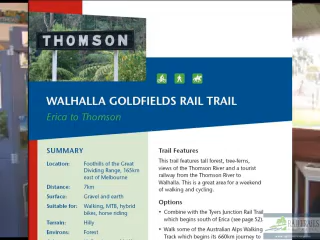 THOMSON
WALHALLA GOLDFIELDS RAIL TRAIL
Erica to Thomson
SUMMARY
Location: Foothills of the Great
Dividing Range, 165km
east of Melbourne
Distance: 7km
Surface: Gravel and earth
Suitable for: Walking, MTB, hybrid
bikes, horse riding
Terrain: Hilly
Environs: Forest
Trail Features
This trail features tall forest, tree-ferns,
views of the Thomson River and a tourist
railway from the Thomson River to
Walhalla. This is a great area for a weekend
of walking and cycling.
Options
• Combine with the Tyers Junction Rail Trail
which begins south of Erica (see page 52).
• Walk some of the Australian Alps Walking
Track which begins its 660km journey to
RAILTRAILS